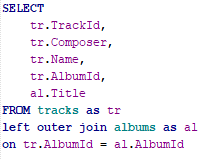 SELECT
tr.TrackId,
tr.Composer,
tr.Name,
tr.AlbumId,
al.Title
FROM tracks as tr
left outer join albums as al
on tr.AlbumId = al.AlbumId